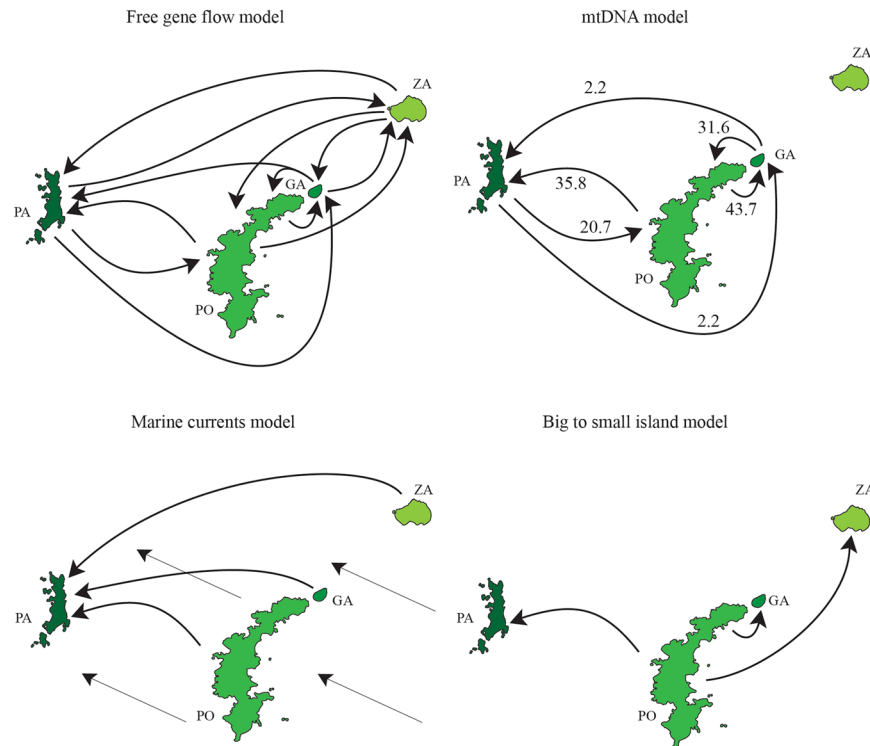 Free gene flow model
ZA
GA
PA
PO
mtDNA model
ZA
2.2
31.6
GA
PA
35.8
43.7
20.7
PO
2.2
Marine currents model
ZA
GA
PA
PO
Big to small island model
ZA
GA
PA
PO